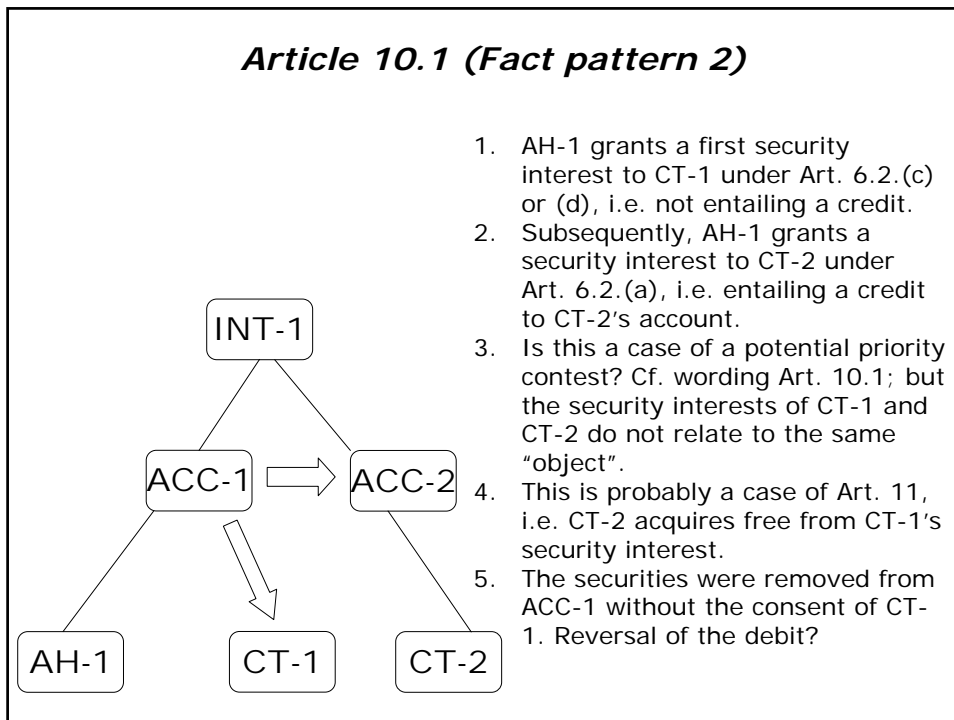 Article 10.1 (Fact pattern 2)
1. AH-1 grants a first security
interest to CT-1 under Art. 6.2.(c)
or (d), i.e. not entailing a credit.
2. Subsequently, AH-1 grants a
security interest to CT-2 under
Art. 6.2.(a), i.e. entailing a credit
to CT-2’s account.
3. Is this a case of a potential priority
contest? Cf. wording Art. 10.1; but
the security interests of CT-1 and
CT-2 do not relate to the same
“object”.
4. This is probably a case of Art. 11,
i.e. CT-2 acquires free from CT-1’s
security interest.
5. The securities were removed from
ACC-1 without the consent of CT-
1. Reversal of the debit?
INT-1
ACC-1
ACC-2
AH-1
CT-1
CT-2